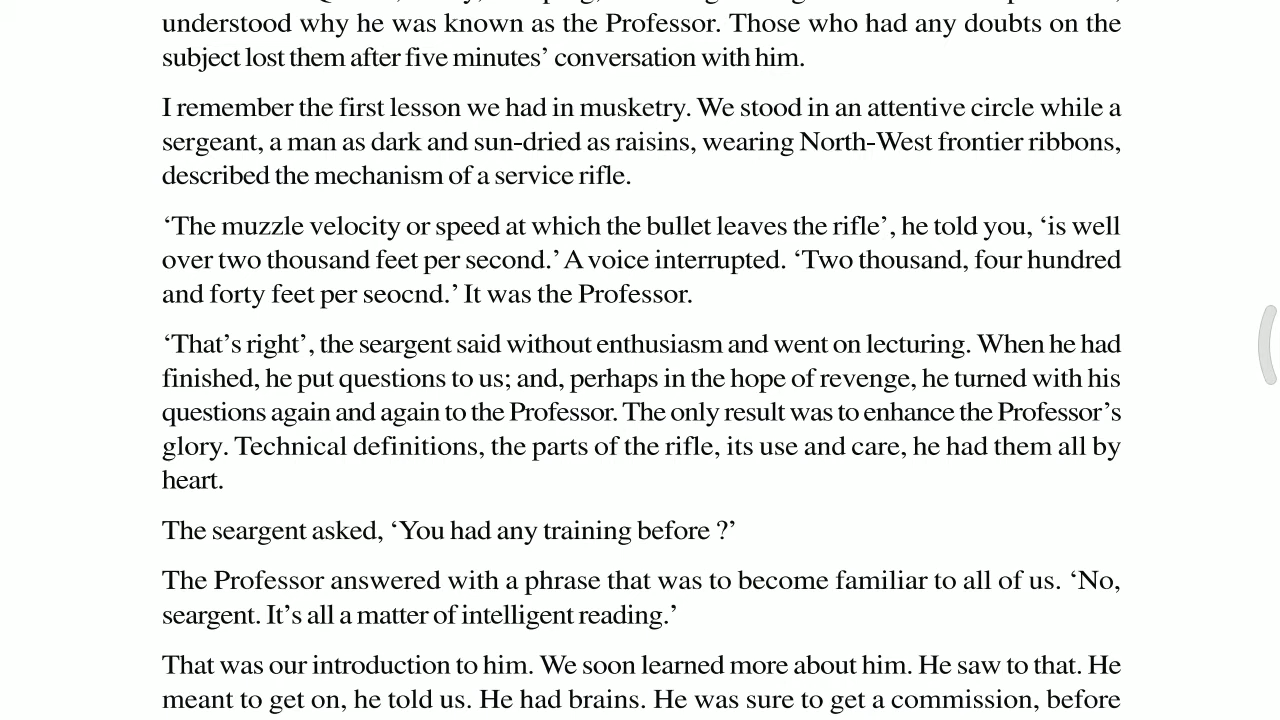 understood why he was known as the Professor. Those who had any doubts on the
subject lost them after five minutes’ conversation with him.
I remember the first lesson we had in musketry. We stood in an attentive circle while a
sergeant, a man as dark and sun-dried as raisins, wearing North-West frontier ribbons,
described the mechanism of a service rifle.
‘The muzzle velocity or speed at which the bullet leaves the rifle’, he told you, ‘is well
over two thousand feet per second.’ A voice interrupted. ‘Two thousand, four hundred
and forty feet per seocnd.’ It was the Professor.
‘That’s right’, the seargent said without enthusiasm and went on lecturing. When he had
finished, he put questions to us; and, perhaps in the hope of revenge, he turned with his
questions again and again to the Professor. The only result was to enhance the Professor’s
glory. Technical definitions, the parts of the rifle, its use and care, he had them all by
heart.
The seargent asked, ‘You had any training before ?’
The Professor answered with a phrase that was to become familiar to all of us. ‘No,
seargent. It’s all a matter of intelligent reading.’
That was our introduction to him. We soon learned more about him. He saw to that. He
meant to get on, he told us. He had brains. He was sure to get a commission, before